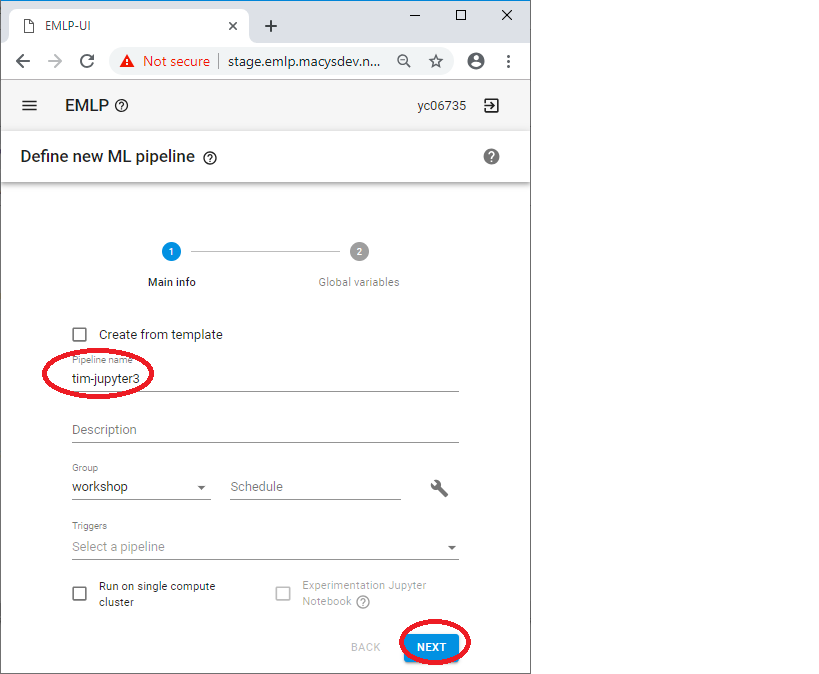 EMLP-UI
Not secure stage.emlp.macysdev.n...
EMLP yc06735
Define new ML pipeline
1 2
Main info Global variables
Create from template
Pipeline name
tim-jupyter3
Description
Group
workshop Schedule
Triggers
Select a pipeline
Run on single compute
cluster
Experimentation Jupyter
Notebook
BACK NEXT